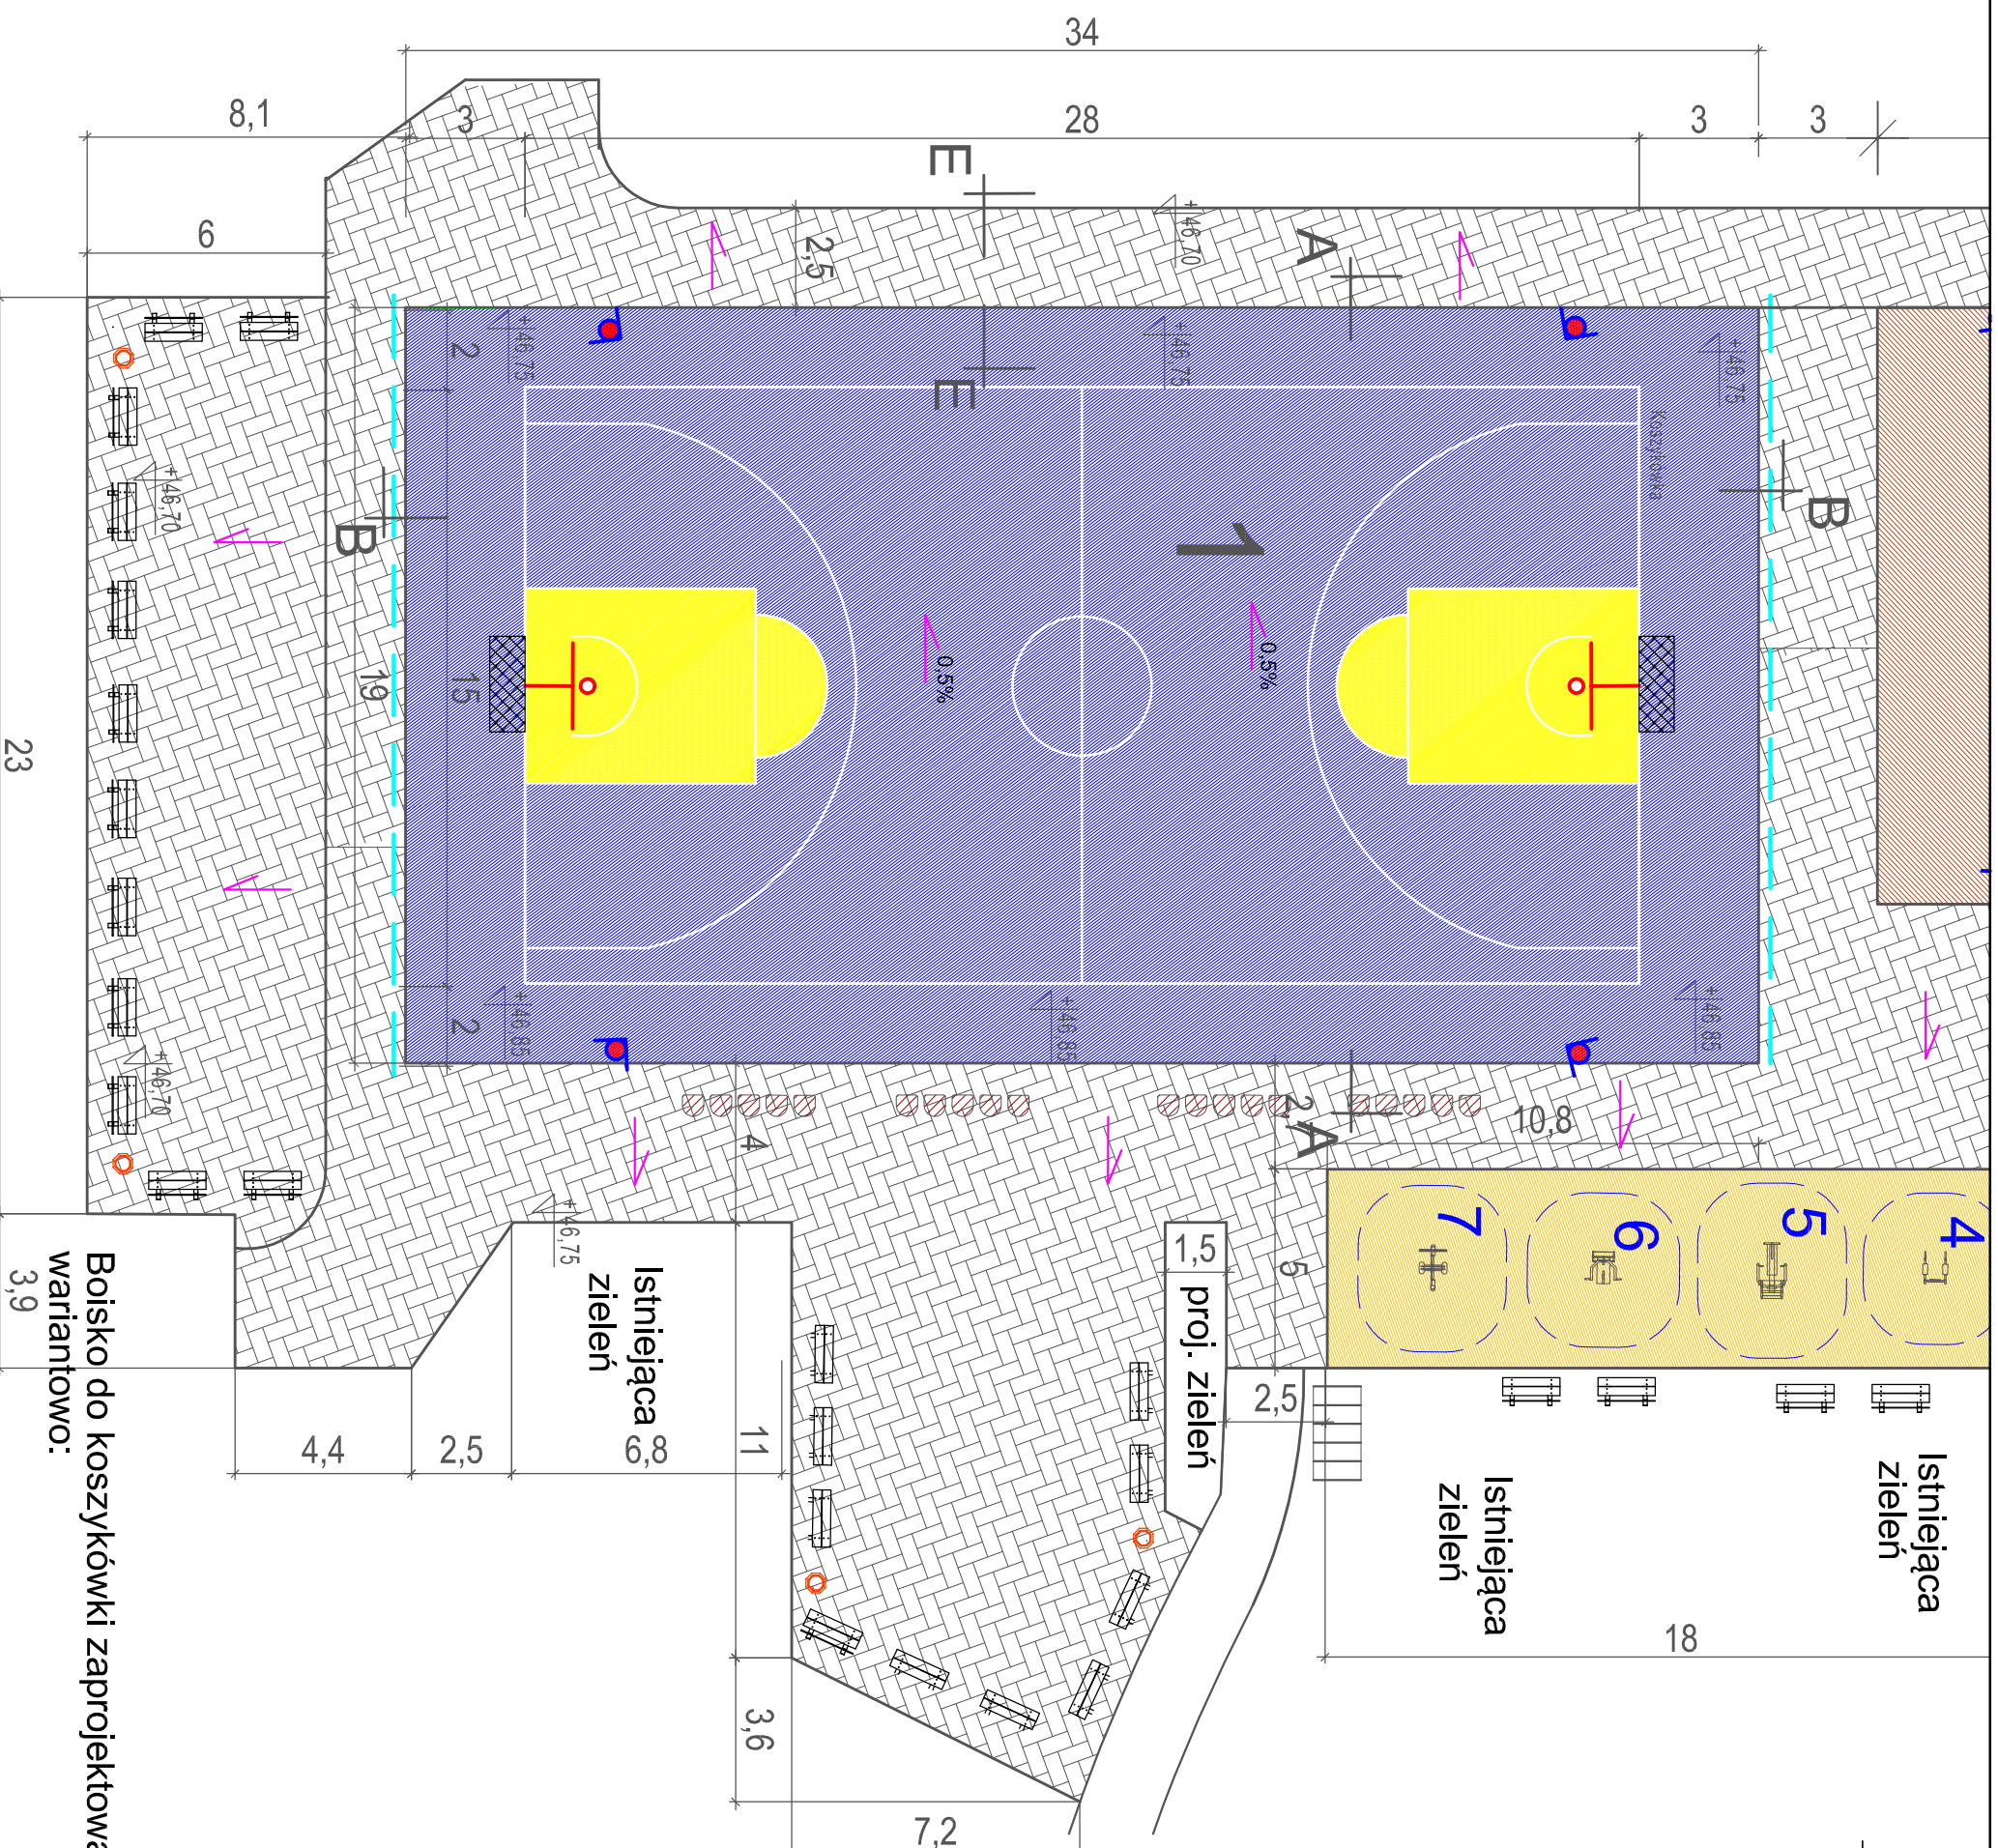 34
8,1
3
28
3
3
6
E
2,5
+46,70
A
2
+46,75
+46,75
+46,75
E
Koszykówka
+46,70
B
B
1
0,5%
0,5%
19
15
23
2
+46,85
+46,85
+46,85
+46,70
4
2,7
A
10,8
+46,75
1,5
5
7
6
5
4
Istniejąca
zieleń
proj. zieleń
Boisko do koszykówki zaprojektowa
wariantowo:
3,9
4,4
2,5
6,8
11
2,5
Istniejąca
zieleń
Istniejąca
zieleń
18
3,6
7,2